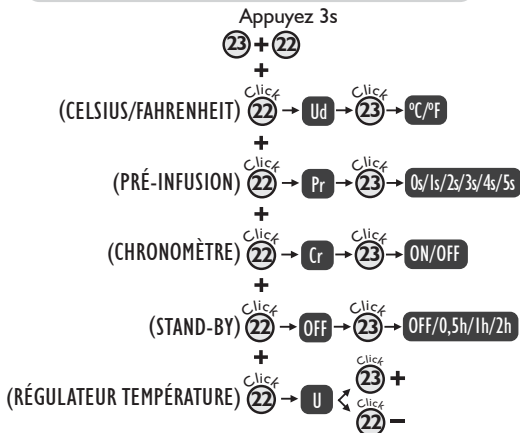 Appuyez 3s
23 + 22
+
Click Click
(CELSIUS/FAHRENHEIT) 22 → Ud → 23 → ºC/ºF
+
Click Click
(PRÉ-INFUSION) 22 → Pr → 23 → 0s/1s/2s/3s/4s/5s
+
Click Click
(CHRONOMÈTRE) 22 → Cr → 23 → ON/OFF
+
Click Click
(STAND-BY) 22 → OFF → 23 → OFF/0,5h/1h/2h
+
Click
23 +
Click
(RÉGULATEUR TEMPÉRATURE) 22 → U
Click
22 −